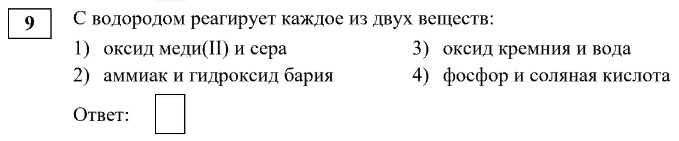 9 С водородом реагирует каждое из двух веществ:
1) оксид меди(II) и сера 3) оксид кремния и вода
2) аммиак и гидроксид бария 4) фосфор и соляная кислота
Ответ: